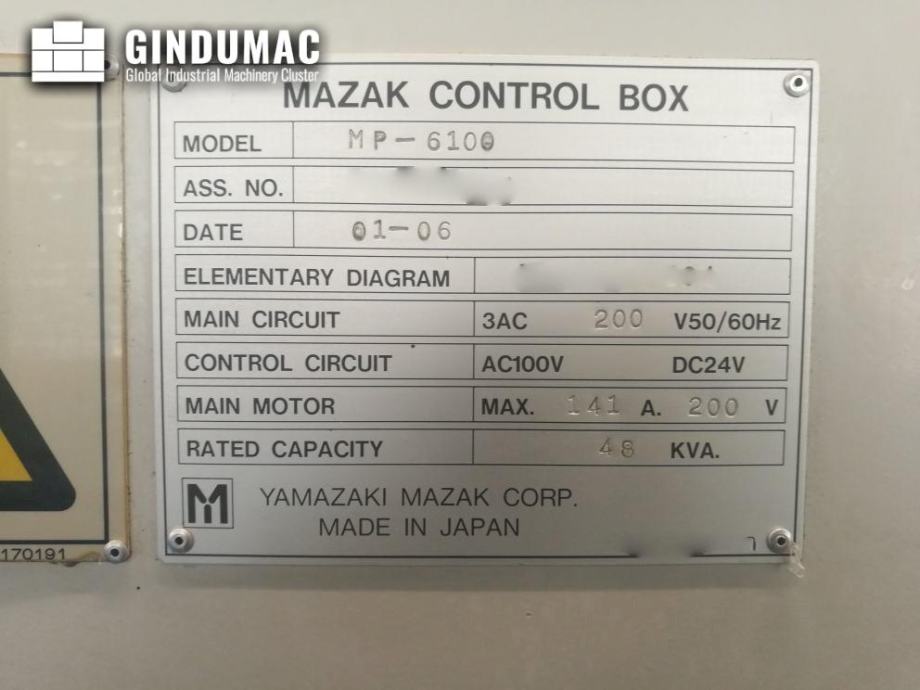 GINDUMAC
Global Industrial Machinery Cluster
MAZAK CONTROL BOX
MODEL MP-6100
ASS. NO.
DATE 01-06
ELEMENTARY DIAGRAM
MAIN CIRCUIT 3AC 200 V50/60Hz
CONTROL CIRCUIT AC100V DC24V
MAIN MOTOR MAX. 141 A. 200 V
RATED CAPACITY 48 KVA.
YAMAZAKI MAZAK CORP.
MADE IN JAPAN
170191